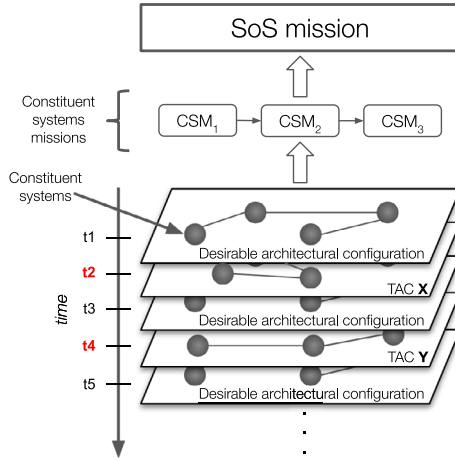 SoS mission
Constituent
systems
missions
CSM1
CSM2
CSM3
Constituent
systems
t1
Desirable architectural configuration
t2
TAC X
time
t3
Desirable architectural configuration
t4
TAC Y
t5
Desirable architectural configuration